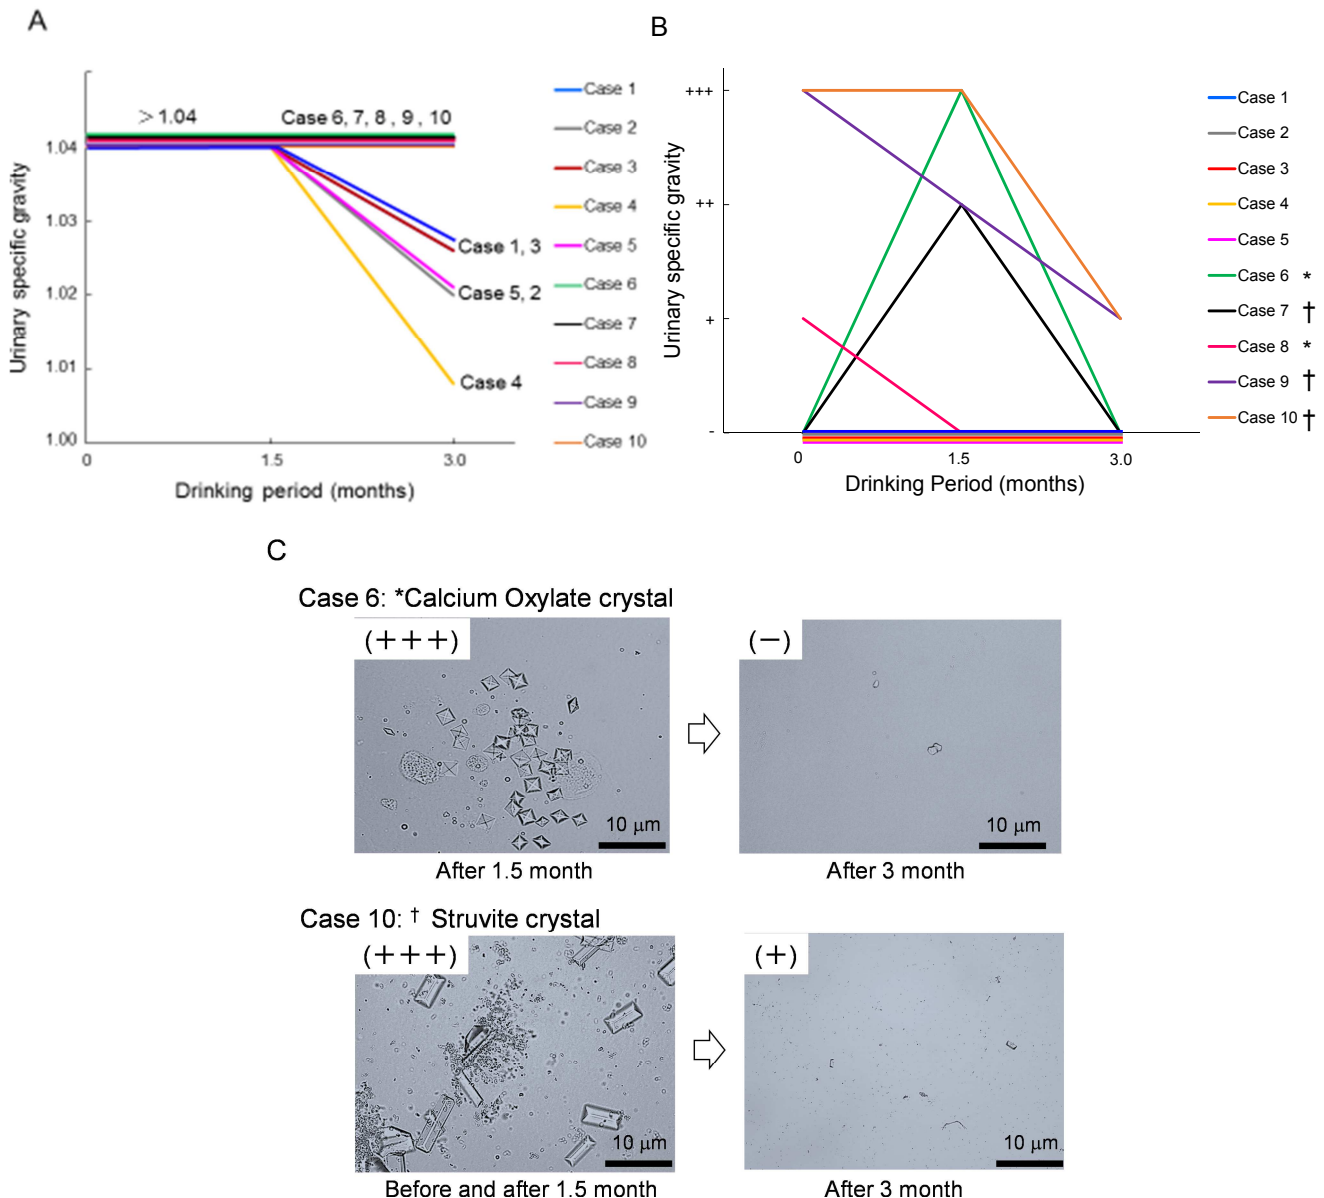 A
B
>1.04
Case 6, 7, 8 , 9 , 10
1.04
1.03
1.02
1.01
1.00
Urinary specific gravity
Case 1, 3
Case 5, 2
Case 4
0
1.5
3.0
Drinking period (months)
Case 1
Case 2
Case 3
Case 4
Case 5
Case 6
Case 7
Case 8
Case 9
Case 10
+++
++
+
-
Urinary specific gravity
0
1.5
3.0
Drinking Period (months)
Case 1
Case 2
Case 3
Case 4
Case 5
Case 6 *
Case 7 †
Case 8 *
Case 9 †
Case 10 †
C
Case 6: *Calcium Oxylate crystal
(+++)
(−)
10 μm
10 μm
After 1.5 month
After 3 month
Case 10: † Struvite crystal
(+++)
(+)
10 μm
10 μm
Before and after 1.5 month
After 3 month